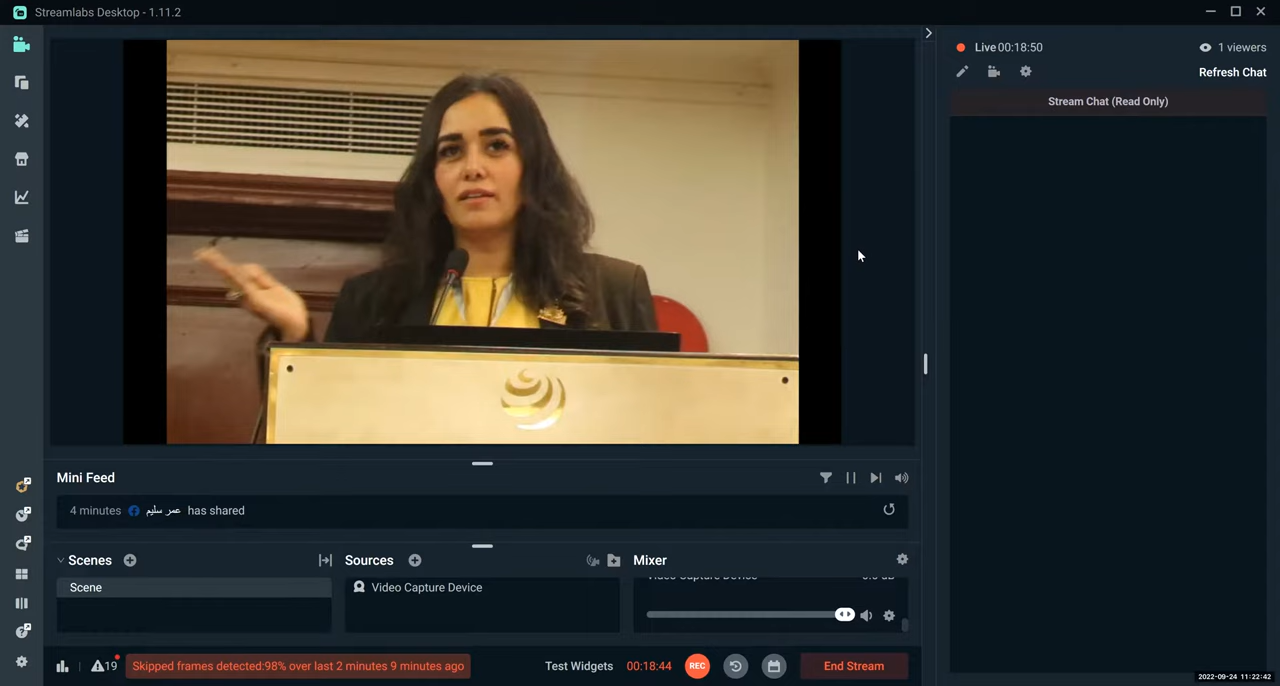 Streamlabs Desktop - 1.11.2
Live 00:18:50
1 viewers
Refresh Chat
Stream Chat (Read Only)
Mini Feed
4 minutes عمر سليم has shared
Scenes
Sources
Mixer
Scene
Video Capture Device
19
Skipped frames detected:98% over last 2 minutes 9 minutes ago
Test Widgets
00:18:44
REC
End Stream
2022-09-24 11:22:42